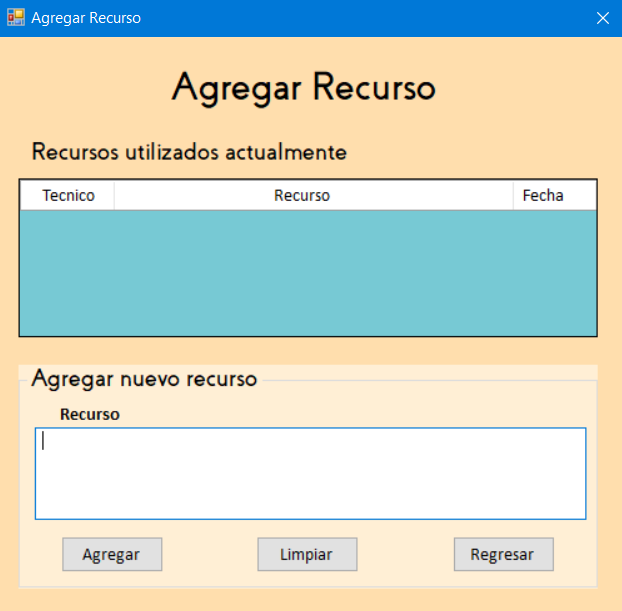 Agregar Recurso
Agregar Recurso
Recursos utilizados actualmente
Tecnico Recurso Fecha
Agregar nuevo recurso
Recurso
Agregar Limpiar Regresar